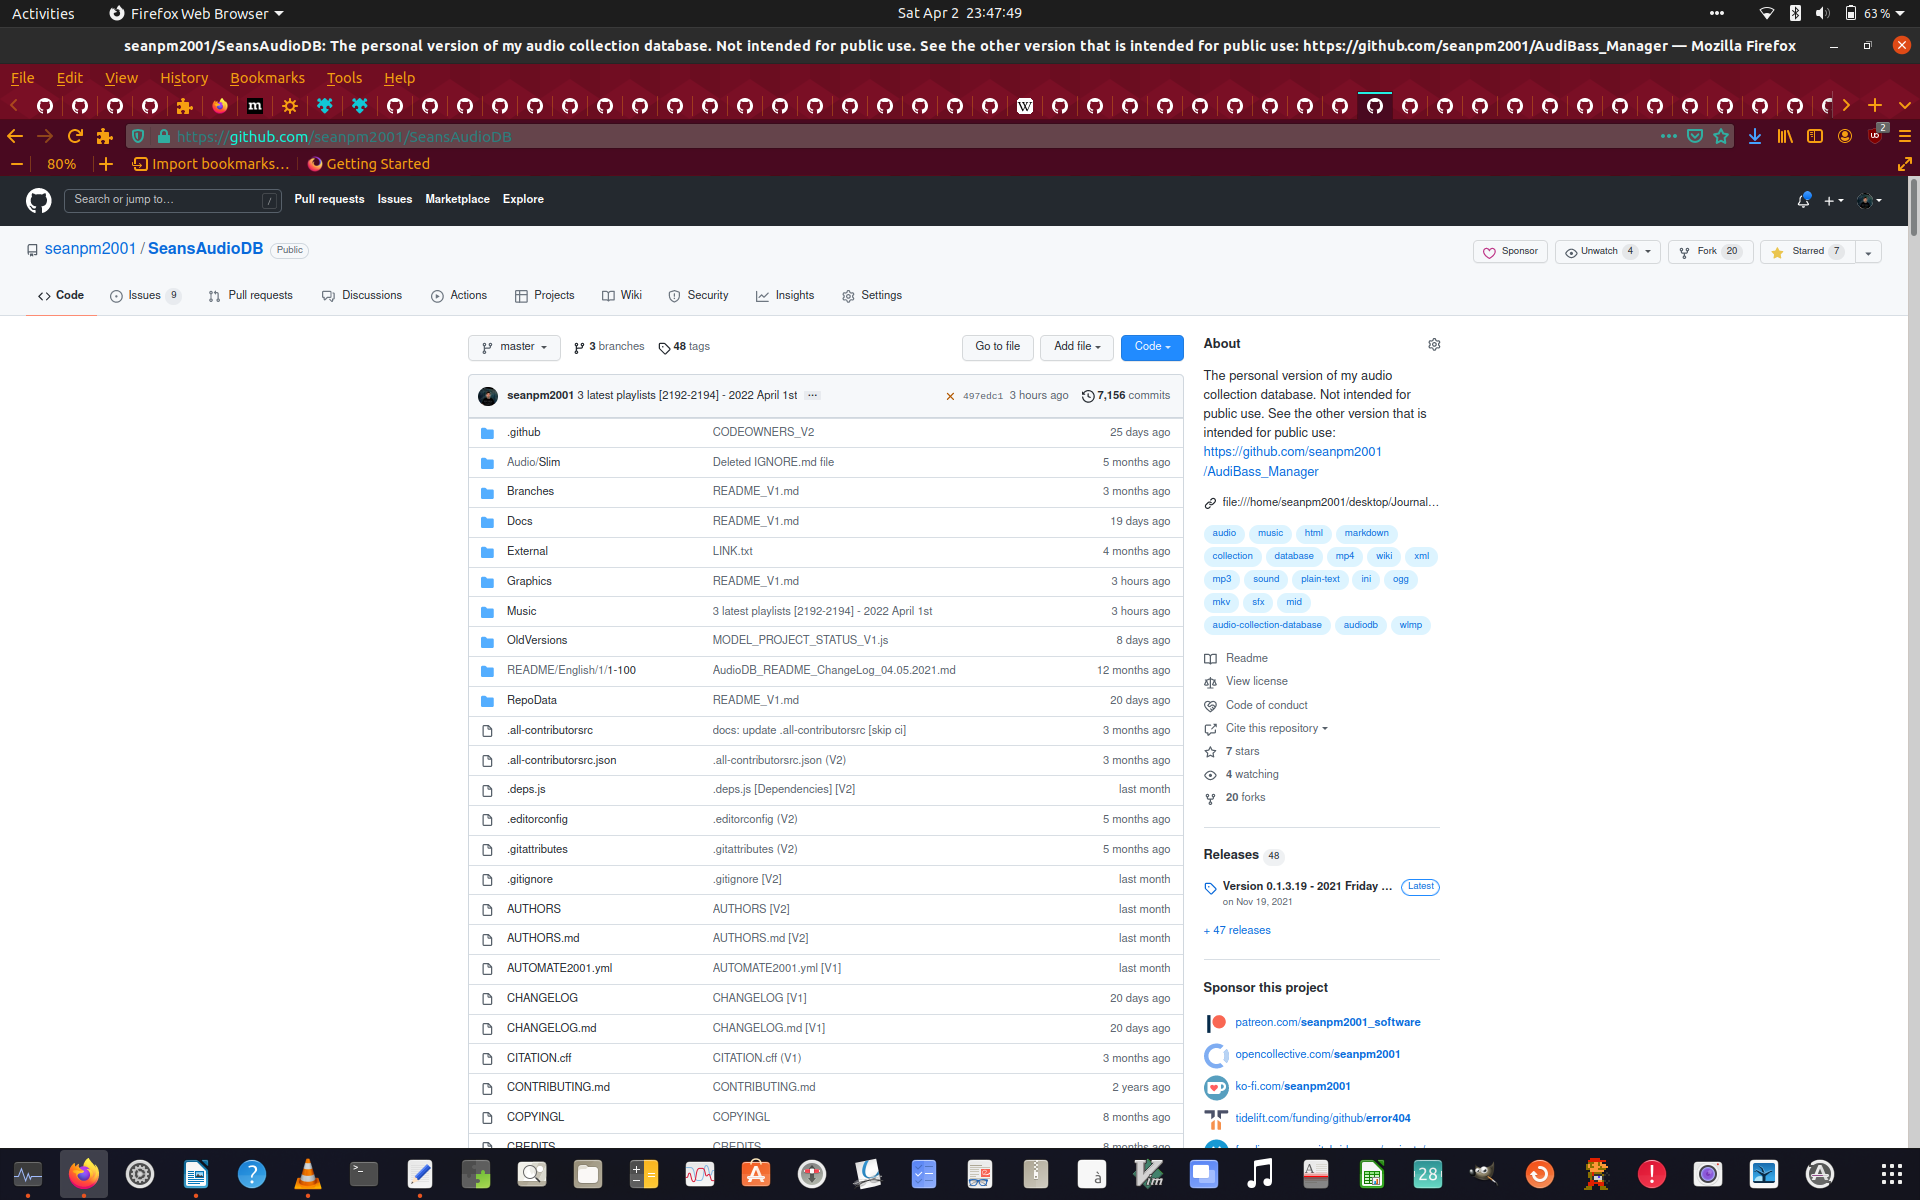 Activities Firefox Web Browser Sat Apr 2 23:47:49 63 %
seanpm2001/SeansAudioDB: The personal version of my audio collection database. Not intended for public use. See the other version that is intended for public use: https://github.com/seanpm2001/AudiBass_Manager — Mozilla Firefox
File Edit View History Bookmarks Tools Help
https://github.com/seanpm2001/SeansAudioDB 2
80% Import bookmarks... Getting Started
Search or jump to... / Pull requests Issues Marketplace Explore
seanpm2001 / SeansAudioDB Public Sponsor Unwatch 4 Fork 20 Starred 7
Code Issues 9 Pull requests Discussions Actions Projects Wiki Security Insights Settings
master 3 branches 48 tags Go to file Add file Code
seanpm2001 3 latest playlists [2192-2194] - 2022 April 1st ... 497edc1 3 hours ago 7,156 commits
.github CODEOWNERS_V2 25 days ago
Audio/Slim Deleted IGNORE.md file 5 months ago
Branches README_V1.md 3 months ago
Docs README_V1.md 19 days ago
External LINK.txt 4 months ago
Graphics README_V1.md 3 hours ago
Music 3 latest playlists [2192-2194] - 2022 April 1st 3 hours ago
OldVersions MODEL_PROJECT_STATUS_V1.js 8 days ago
README/English/1/1-100 AudioDB_README_ChangeLog_04.05.2021.md 12 months ago
RepoData README_V1.md 20 days ago
.all-contributorsrc docs: update .all-contributorsrc [skip ci] 3 months ago
.all-contributorsrc.json .all-contributorsrc.json (V2) 3 months ago
.deps.js .deps.js [Dependencies] [V2] last month
.editorconfig .editorconfig (V2) 5 months ago
.gitattributes .gitattributes (V2) 5 months ago
.gitignore .gitignore [V2] last month
AUTHORS AUTHORS [V2] last month
AUTHORS.md AUTHORS.md [V2] last month
AUTOMATE2001.yml AUTOMATE2001.yml [V1] last month
CHANGELOG CHANGELOG [V1] 20 days ago
CHANGELOG.md CHANGELOG.md [V1] 20 days ago
CITATION.cff CITATION.cff (V1) 3 months ago
CONTRIBUTING.md CONTRIBUTING.md 2 years ago
COPYINGL COPYINGL 8 months ago
CREDITS CREDITS 8 months ago
About
The personal version of my audio
collection database. Not intended for
public use. See the other version that is
intended for public use:
https://github.com/seanpm2001
/AudiBass_Manager
file:///home/seanpm2001/desktop/Journal...
audio music html markdown
collection database mp4 wiki xml
mp3 sound plain-text ini ogg
mkv sfx mid
audio-collection-database audiodb wlmp
Readme
View license
Code of conduct
Cite this repository
7 stars
4 watching
20 forks
Releases 48
Version 0.1.3.19 - 2021 Friday ... Latest
on Nov 19, 2021
+ 47 releases
Sponsor this project
patreon.com/seanpm2001_software
opencollective.com/seanpm2001
ko-fi.com/seanpm2001
tidelift.com/funding/github/error404
28